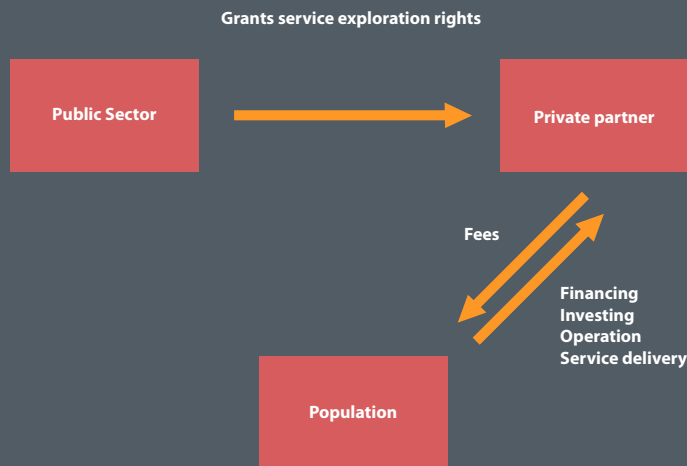 Grants service exploration rights
Public Sector
Private partner
Fees
Financing
Investing
Operation
Service delivery
Population